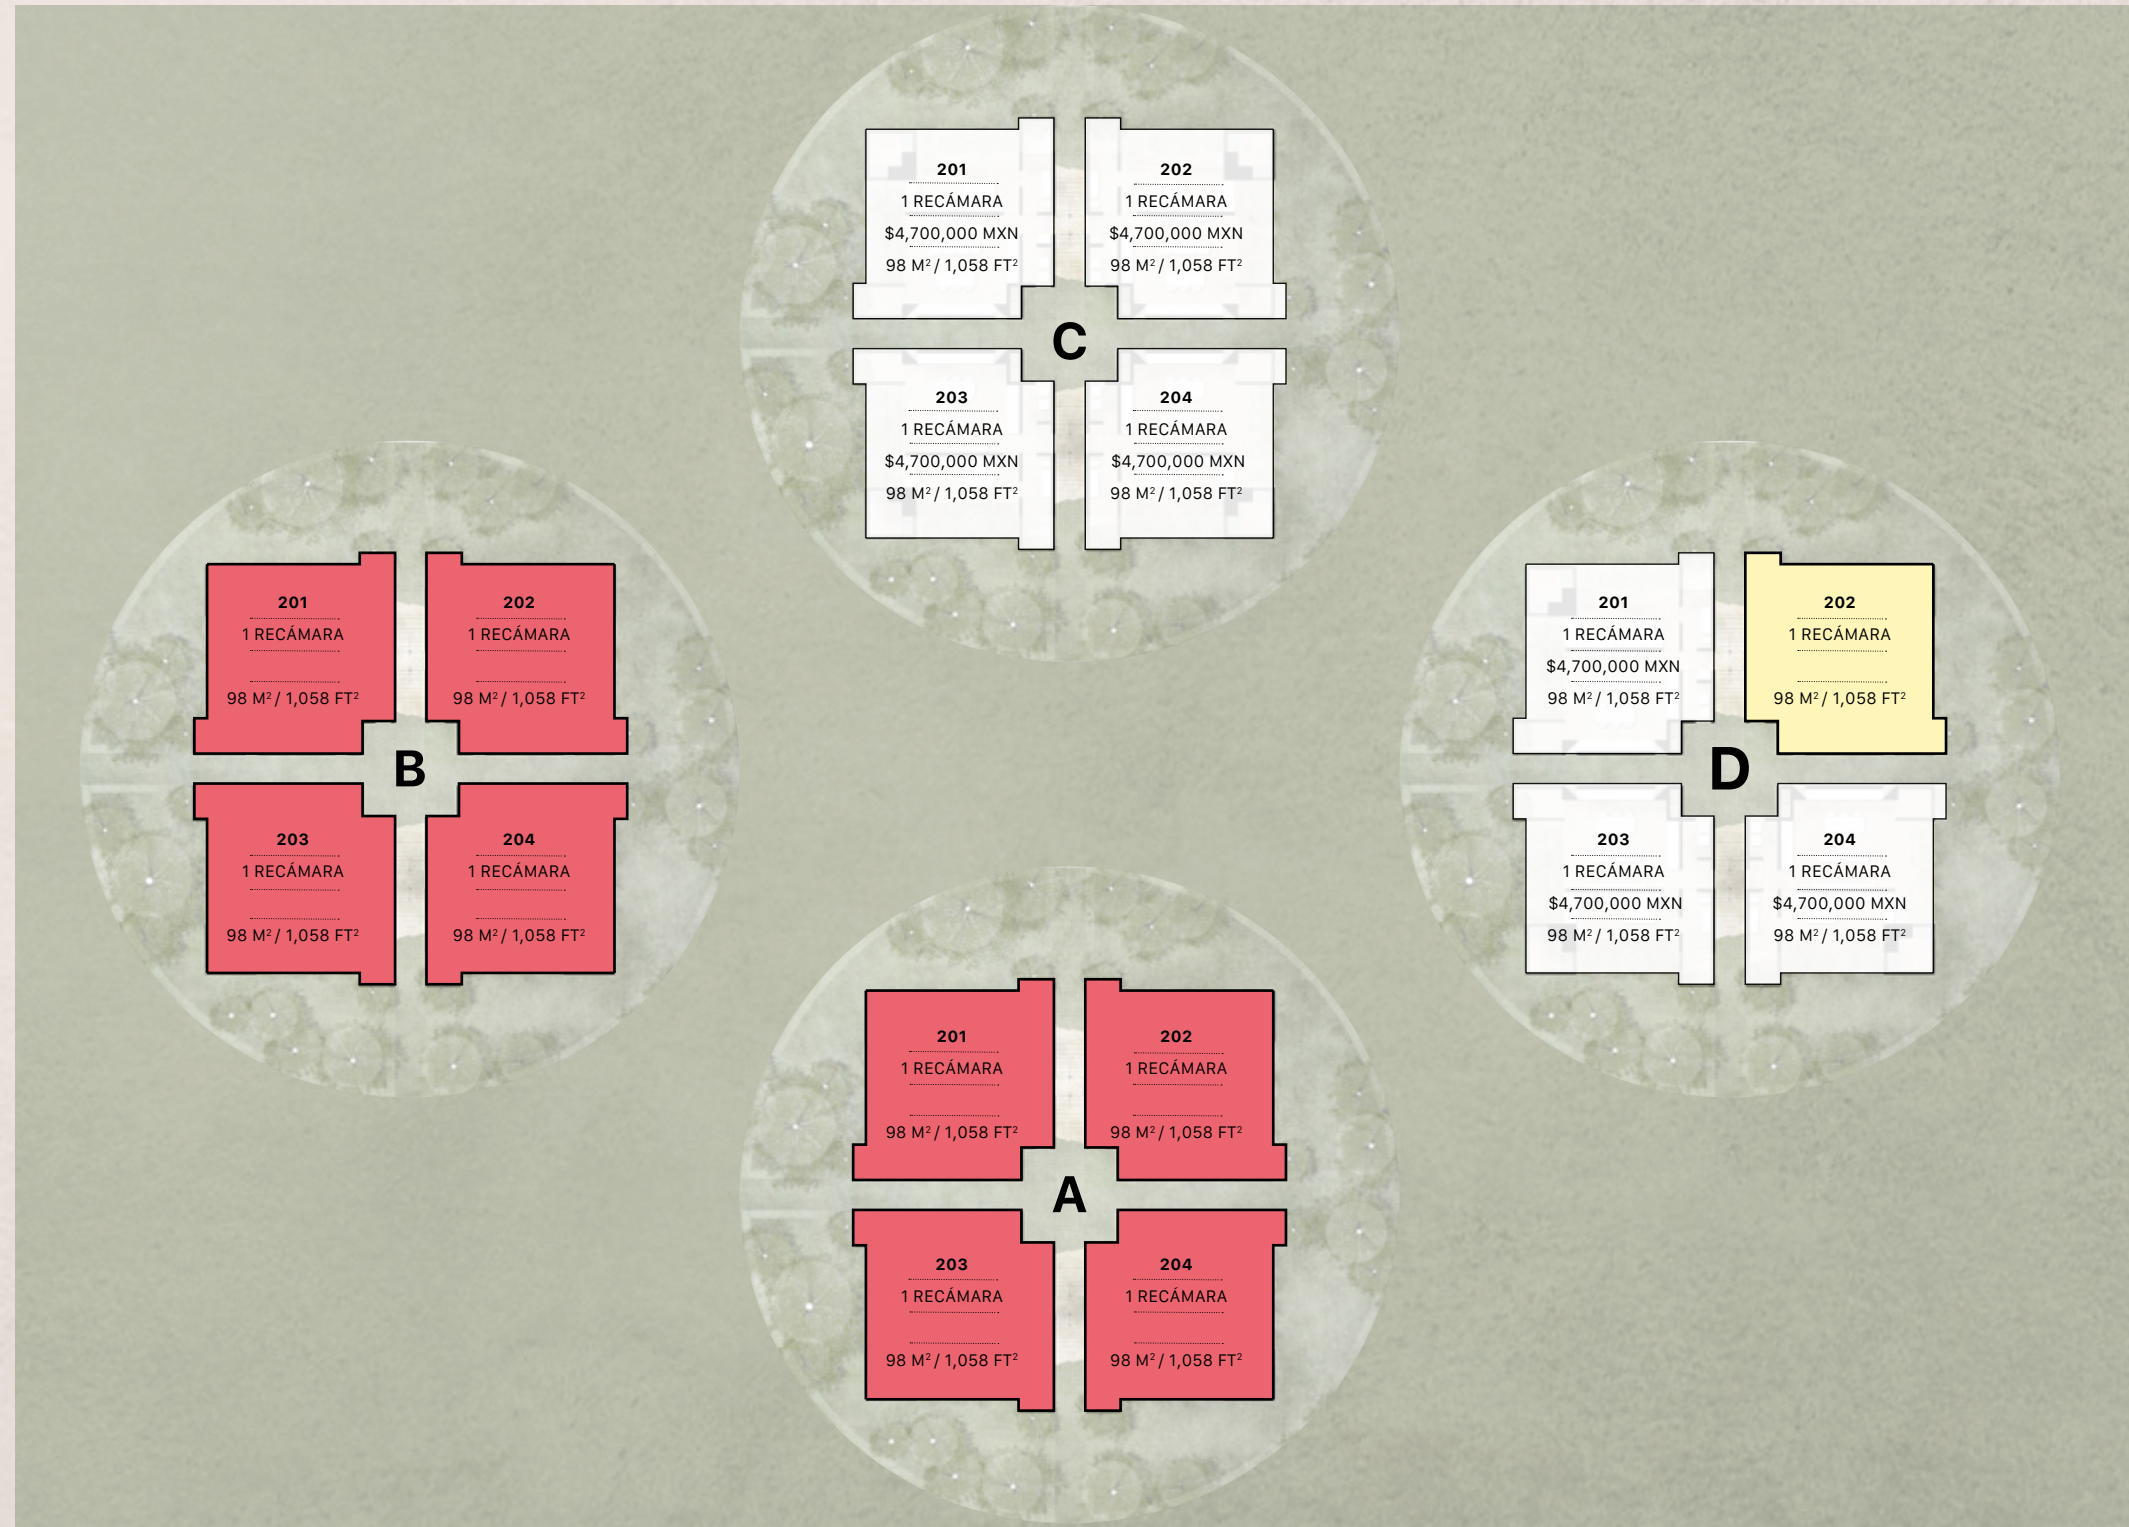 201
1 RECÁMARA
$4,700,000 MXN
98 M²/ 1,058 FT²
202
1 RECÁMARA
$4,700,000 MXN
98 M²/ 1,058 FT²
C
203
1 RECÁMARA
$4,700,000 MXN
98 M²/ 1,058 FT²
204
1 RECÁMARA
$4,700,000 MXN
98 M²/ 1,058 FT²
201
1 RECÁMARA
98 M²/ 1,058 FT²
202
1 RECÁMARA
98 M²/ 1,058 FT²
B
203
1 RECÁMARA
98 M²/ 1,058 FT²
204
1 RECÁMARA
98 M²/ 1,058 FT²
201
1 RECÁMARA
$4,700,000 MXN
98 M²/ 1,058 FT²
202
1 RECÁMARA
98 M²/ 1,058 FT²
D
203
1 RECÁMARA
$4,700,000 MXN
98 M²/ 1,058 FT²
204
1 RECÁMARA
$4,700,000 MXN
98 M²/ 1,058 FT²
201
1 RECÁMARA
98 M²/ 1,058 FT²
202
1 RECÁMARA
98 M²/ 1,058 FT²
A
203
1 RECÁMARA
98 M²/ 1,058 FT²
204
1 RECÁMARA
98 M²/ 1,058 FT²